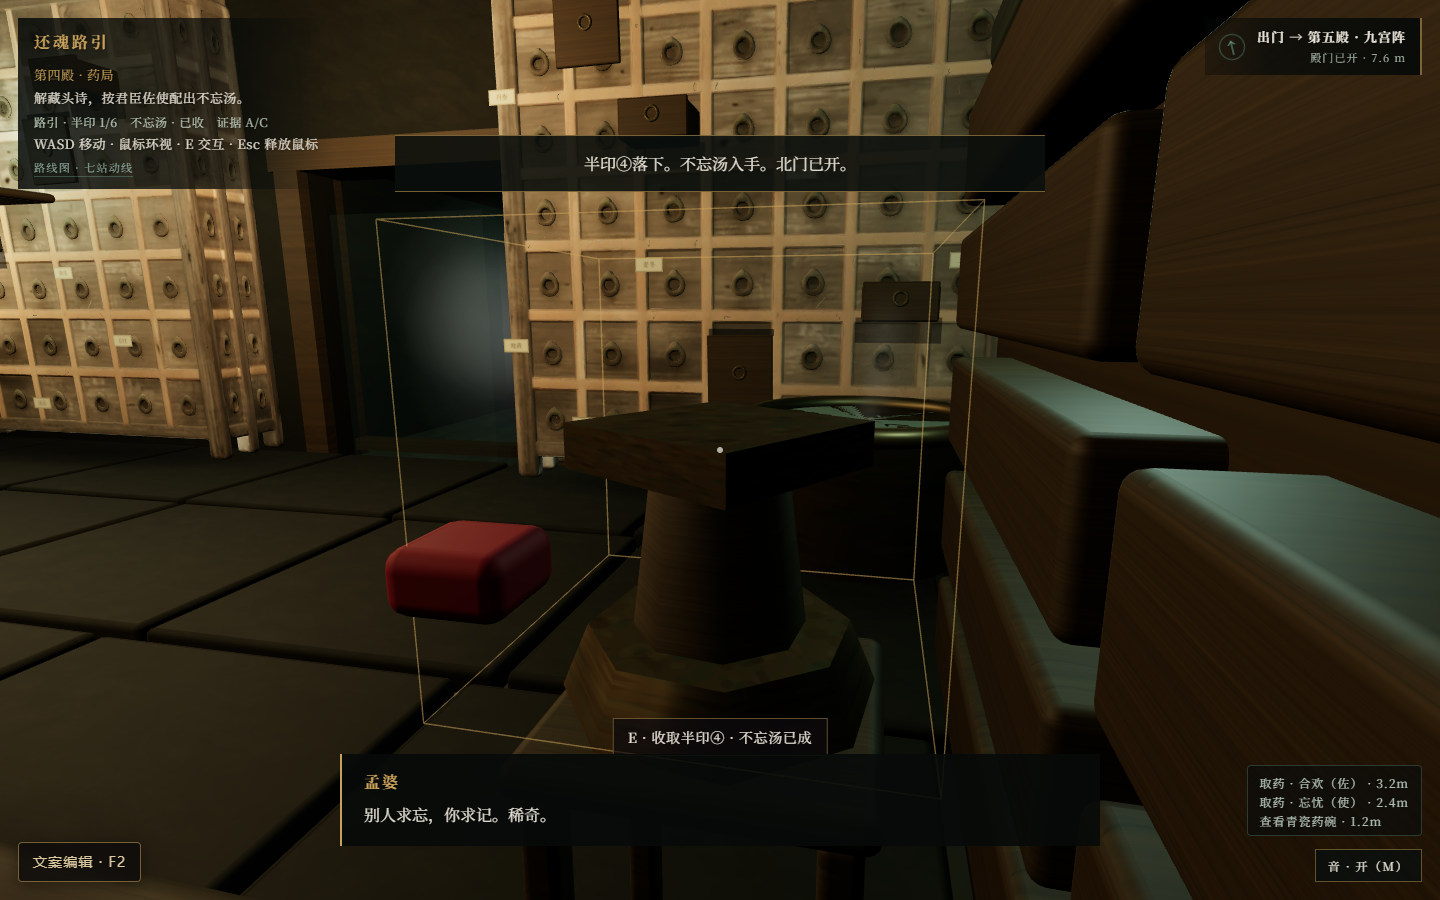 还魂路引
第四殿 · 药局
解藏头诗，按君臣佐使配出不忘汤。
路引 · 半印 1/6 不忘汤 · 已收 证据 A/C
WASD 移动 · 鼠标环视 · E 交互 · Esc 释放鼠标
路线图 · 七站动线
出门 → 第五殿 · 九宫阵
殿门已开 · 7.6 m
半印④落下。不忘汤入手。北门已开。
E · 收取半印④ · 不忘汤已成
孟婆
别人求忘，你求记。稀奇。
取药 · 合欢（佐） · 3.2m
取药 · 忘忧（使） · 2.4m
查看青瓷药碗 · 1.2m
文案编辑 · F2
音 · 开（M）